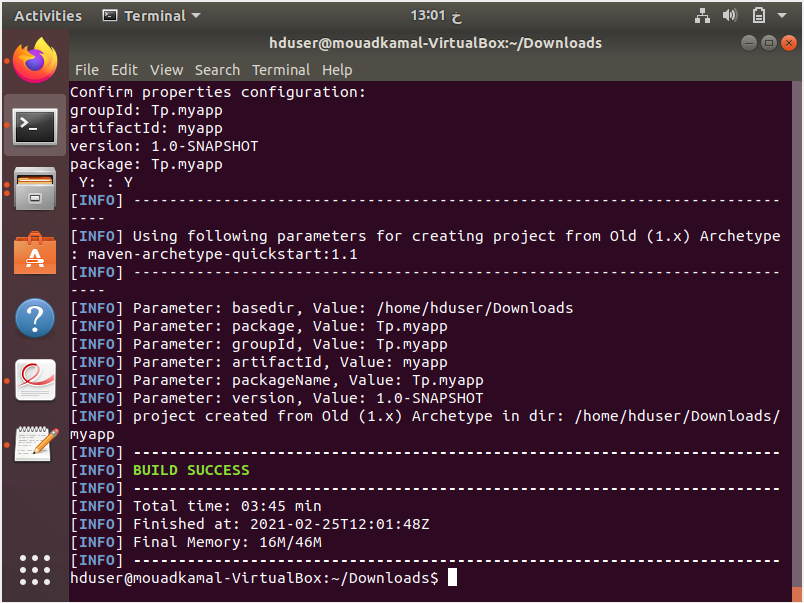 Activities Terminal 13:01 خ
hduser@mouadkamal-VirtualBox:~/Downloads
File Edit View Search Terminal Help
Confirm properties configuration:
groupId: Tp.myapp
artifactId: myapp
version: 1.0-SNAPSHOT
package: Tp.myapp
 Y: : Y
[INFO] ------------------------------------------------------------------------
----
[INFO] Using following parameters for creating project from Old (1.x) Archetype
: maven-archetype-quickstart:1.1
[INFO] ------------------------------------------------------------------------
----
[INFO] Parameter: basedir, Value: /home/hduser/Downloads
[INFO] Parameter: package, Value: Tp.myapp
[INFO] Parameter: groupId, Value: Tp.myapp
[INFO] Parameter: artifactId, Value: myapp
[INFO] Parameter: packageName, Value: Tp.myapp
[INFO] Parameter: version, Value: 1.0-SNAPSHOT
[INFO] project created from Old (1.x) Archetype in dir: /home/hduser/Downloads/
myapp
[INFO] ------------------------------------------------------------------------
[INFO] BUILD SUCCESS
[INFO] ------------------------------------------------------------------------
[INFO] Total time: 03:45 min
[INFO] Finished at: 2021-02-25T12:01:48Z
[INFO] Final Memory: 16M/46M
[INFO] ------------------------------------------------------------------------
hduser@mouadkamal-VirtualBox:~/Downloads$